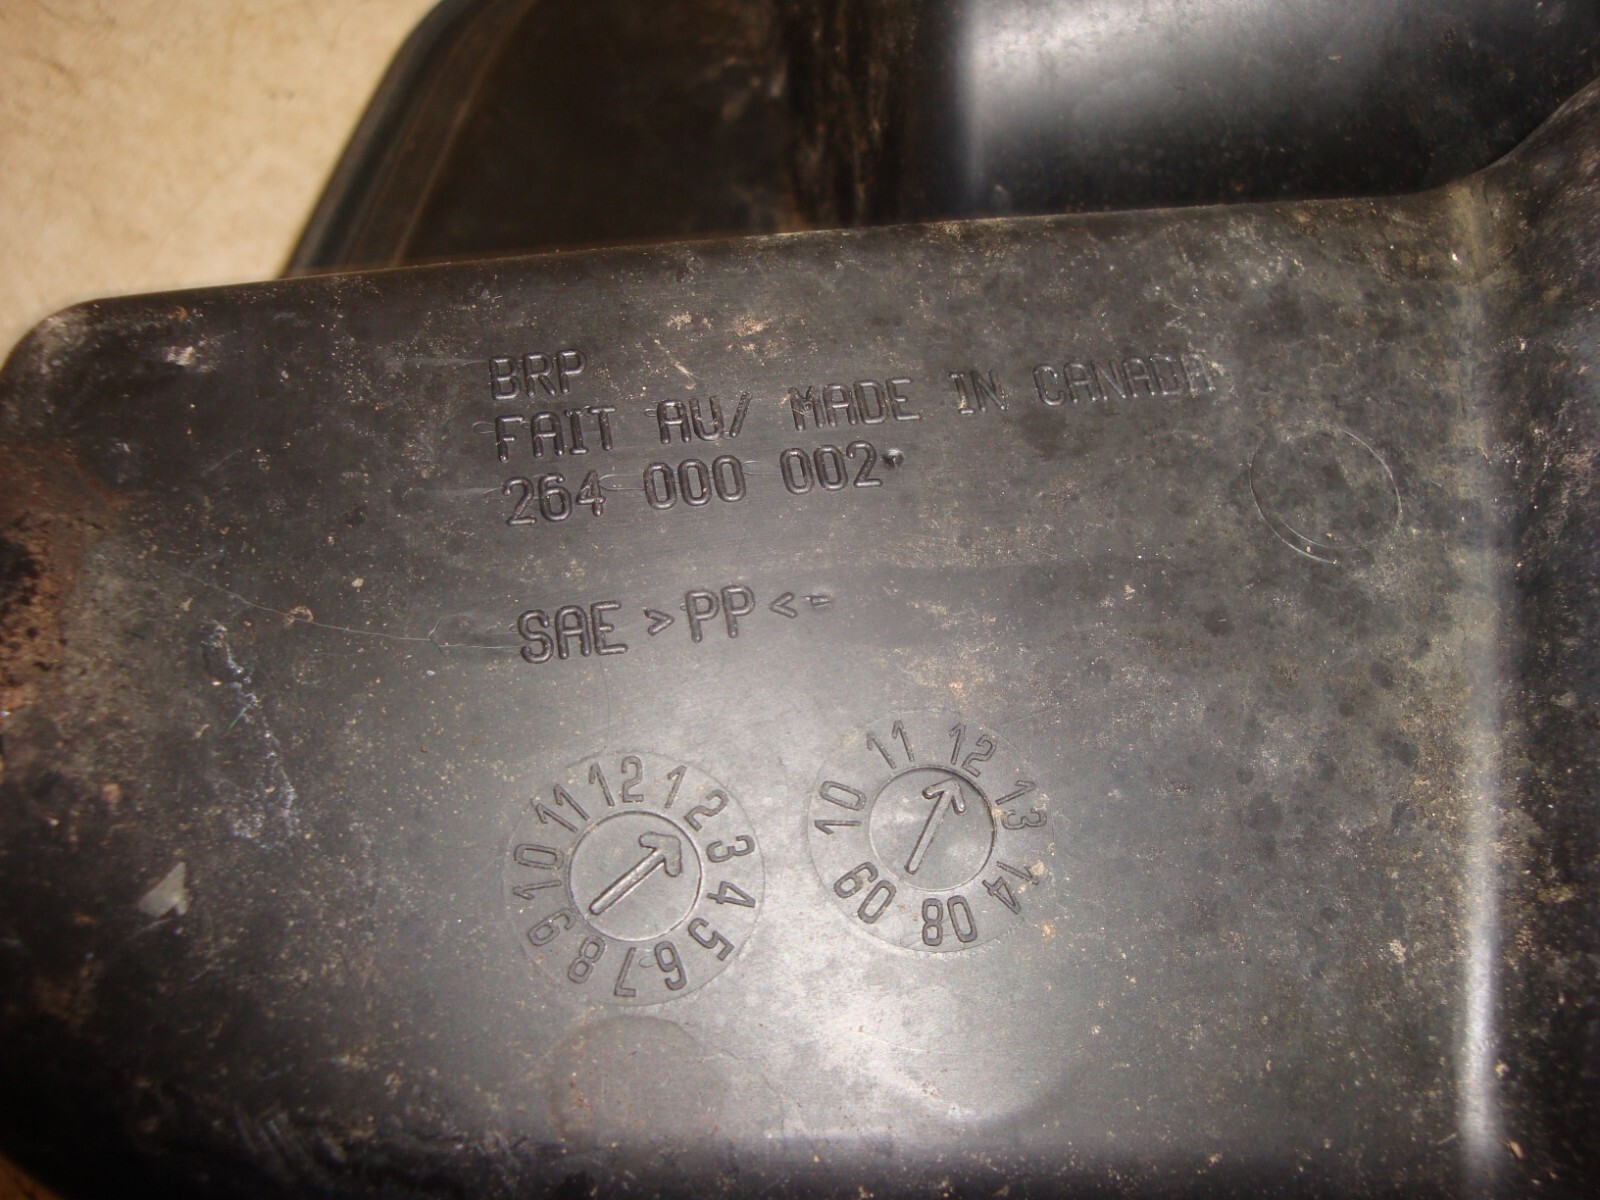 BRP
FAIT AU/ MADE IN CANADA
264 000 002
SAE >PP<
12 1 2 3 4 5 6 7 8 9 10 11
11 12 13 14 08 09 10